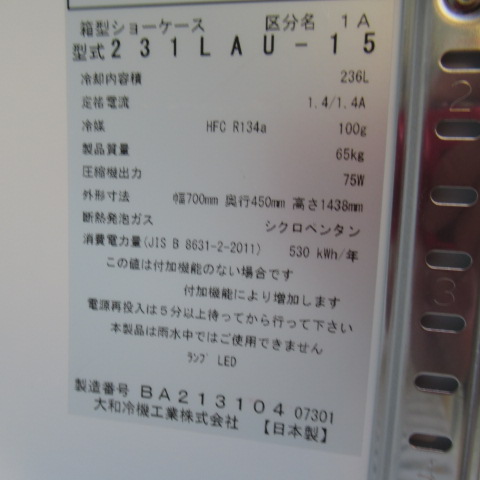 箱型ショーケース 区分名 1A
型式231LAU-15
冷却内容積 236L
定格電流 1.4/1.4A
冷媒 HFC R134a 100g
製品質量 65kg
圧縮機出力 75W
外形寸法 幅700mm 奥行450mm 高さ1438mm
断熱発泡ガス シクロペンタン
消費電力量(JIS B 8631-2-2011) 530 kWh/年
この値は付加機能のない場合です
付加機能により増加します
電源再投入は5分以上待ってから行って下さい
本製品は雨水中ではご使用できません
ﾗﾝﾌﾟ LED
製造番号 BA213104 07301
大和冷機工業株式会社 【日本製】
2
3